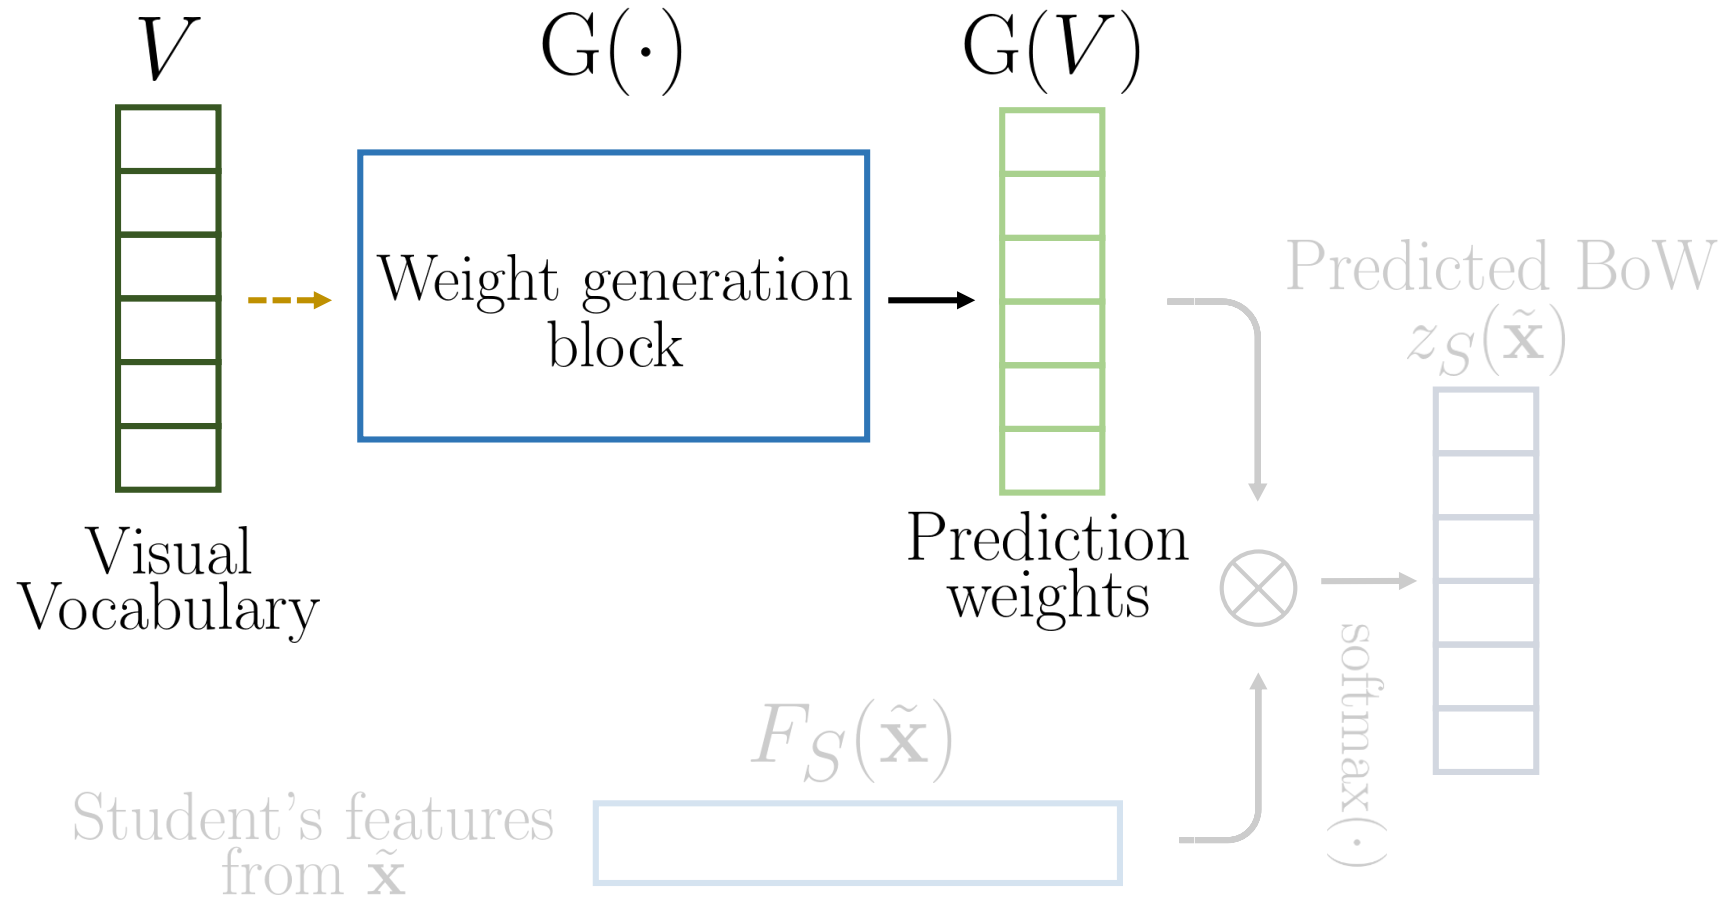 V
G(·)
G(V)
Weight generation
block
Visual
Vocabulary
Prediction
weights
Predicted BoW
z_S(x̃)
softmax(·)
F_S(x̃)
Student's features
from x̃